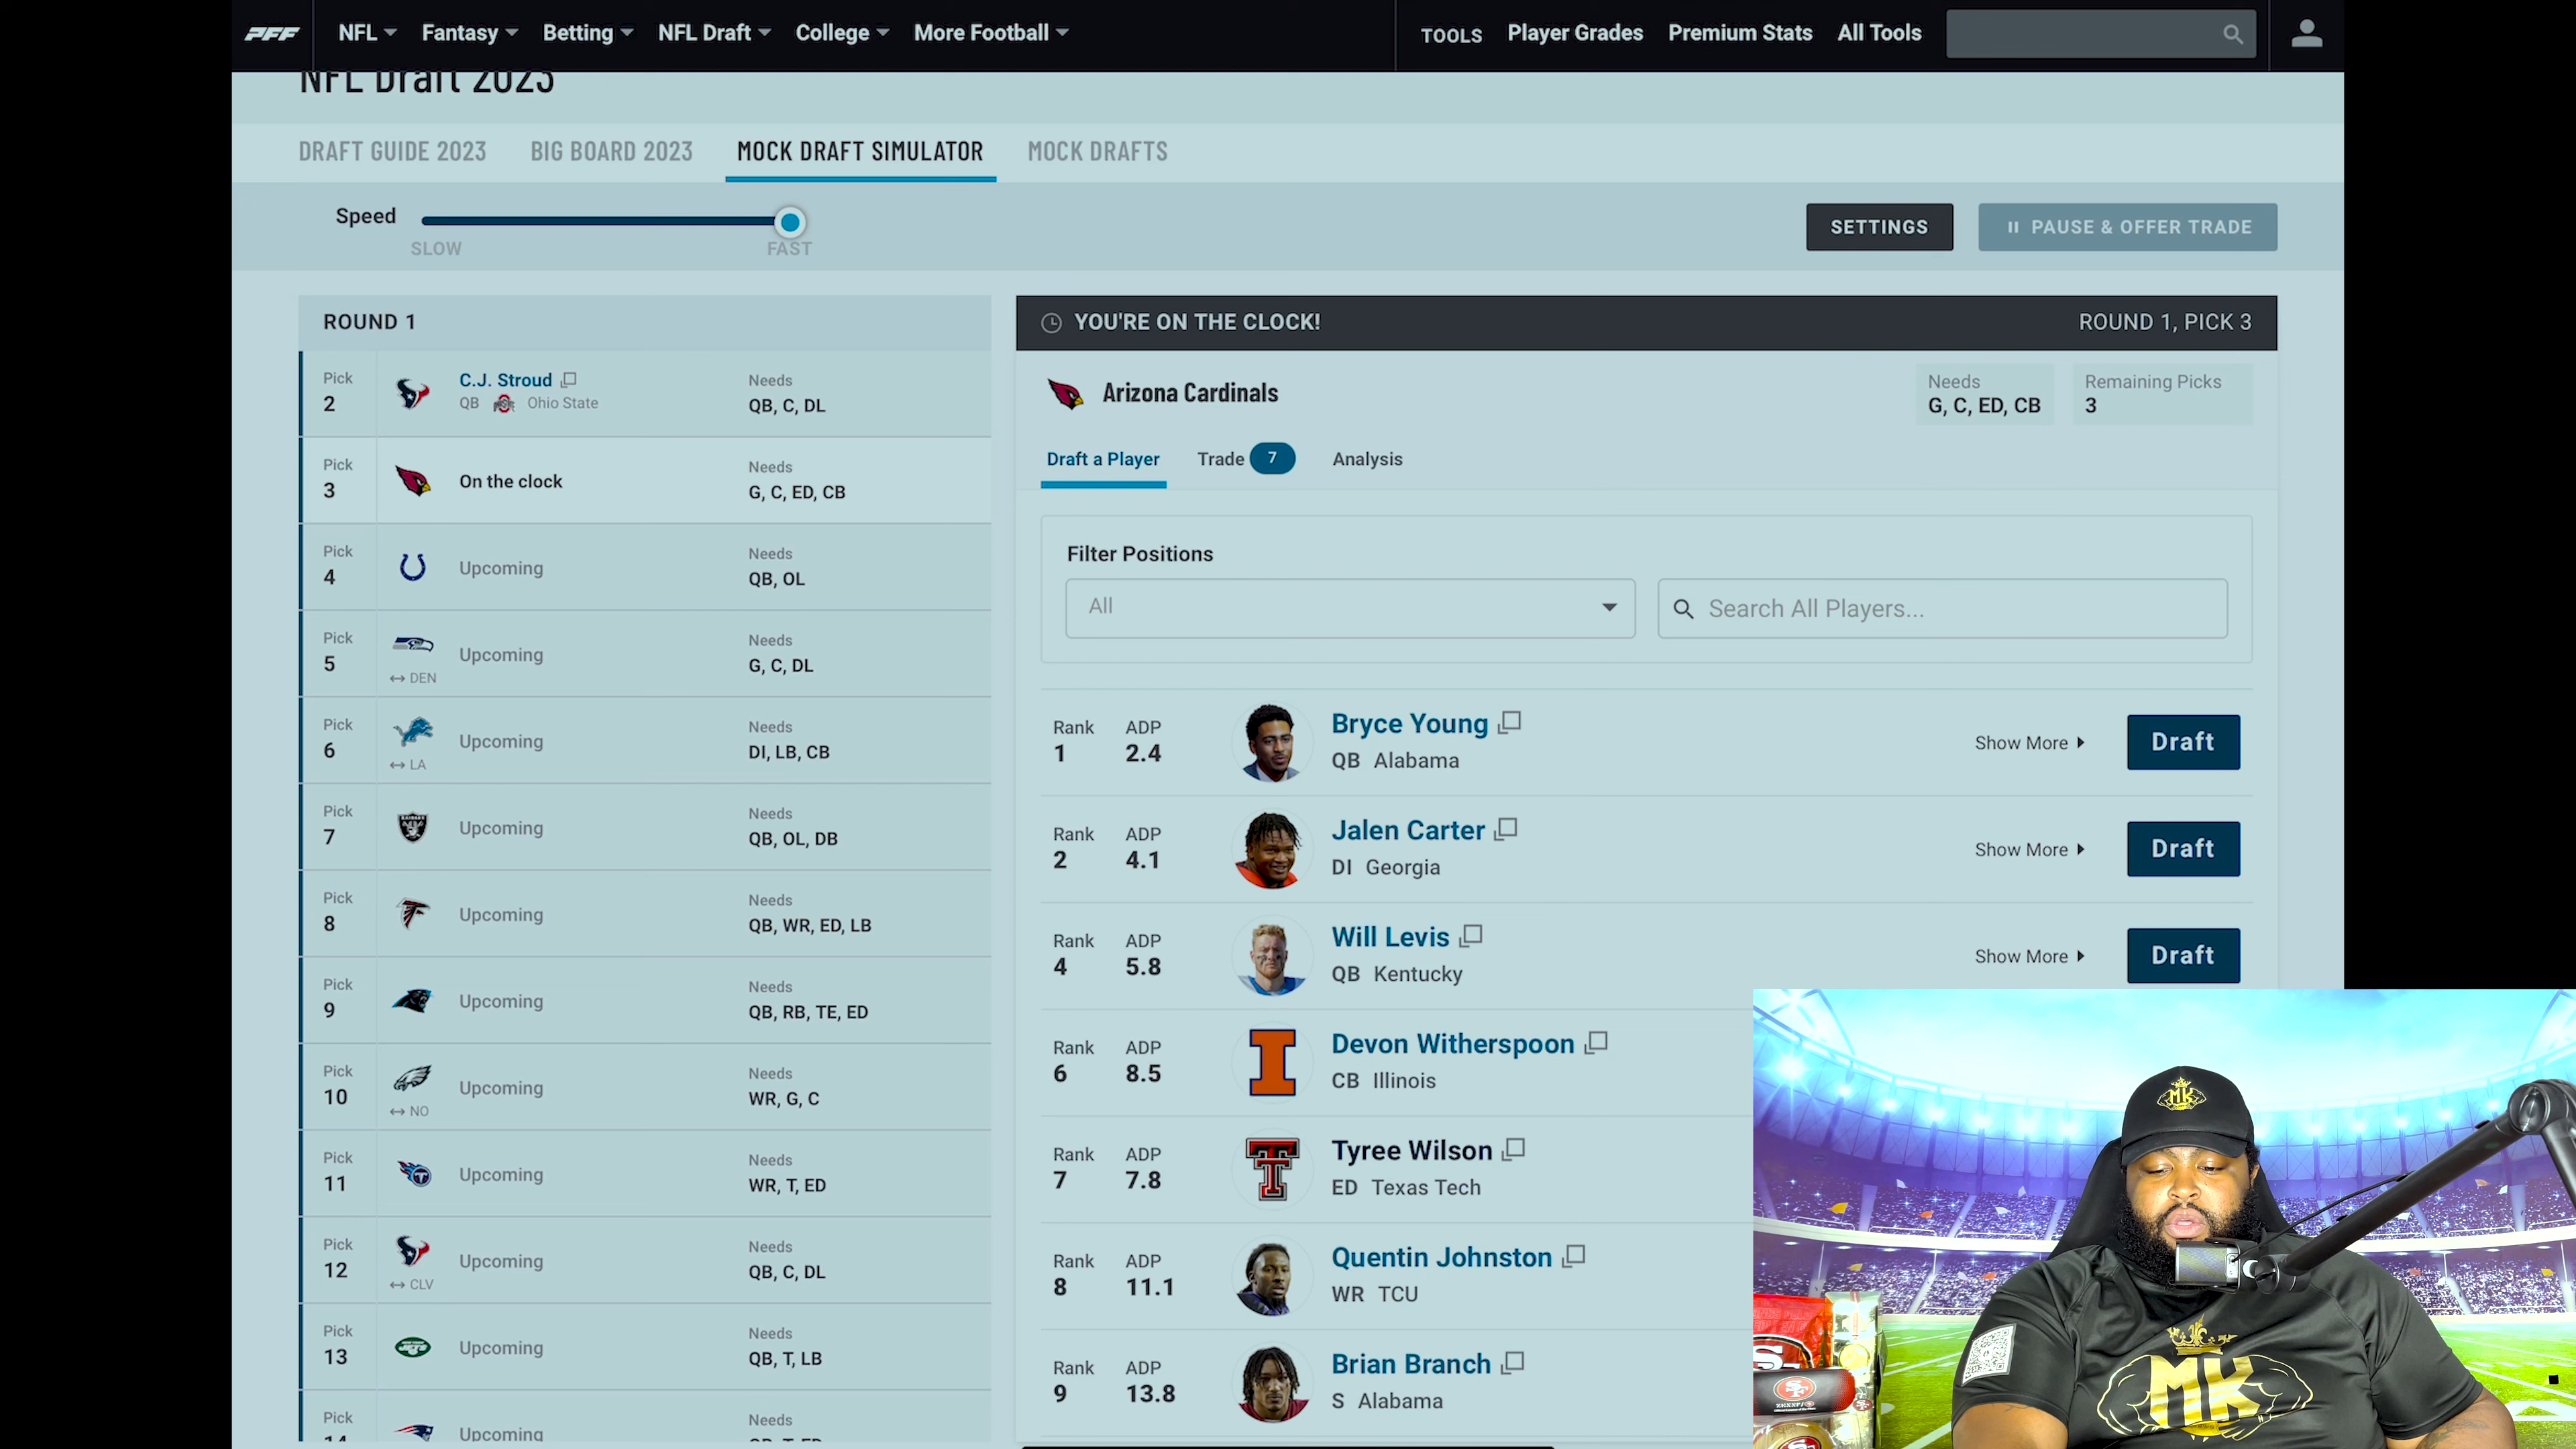 PFF NFL Fantasy Betting NFL Draft College More Football TOOLS Player Grades Premium Stats All Tools
NFL Draft 2023
DRAFT GUIDE 2023 BIG BOARD 2023 MOCK DRAFT SIMULATOR MOCK DRAFTS
Speed
SLOW FAST
SETTINGS PAUSE & OFFER TRADE
ROUND 1
Pick
2
C.J. Stroud
QB Ohio State
Needs
QB, C, DL
Pick
3
On the clock
Needs
G, C, ED, CB
Pick
4
Upcoming
Needs
QB, OL
Pick
5
DEN
Upcoming
Needs
G, C, DL
Pick
6
LA
Upcoming
Needs
DI, LB, CB
Pick
7
Upcoming
Needs
QB, OL, DB
Pick
8
Upcoming
Needs
QB, WR, ED, LB
Pick
9
Upcoming
Needs
QB, RB, TE, ED
Pick
10
NO
Upcoming
Needs
WR, G, C
Pick
11
Upcoming
Needs
WR, T, ED
Pick
12
CLV
Upcoming
Needs
QB, C, DL
Pick
13
Upcoming
Needs
QB, T, LB
Pick
14
Upcoming
Needs
YOU'RE ON THE CLOCK! ROUND 1, PICK 3
Arizona Cardinals
Needs
G, C, ED, CB
Remaining Picks
3
Draft a Player Trade 7 Analysis
Filter Positions
All
Search All Players...
Rank ADP
1 2.4
Bryce Young
QB Alabama
Show More Draft
Rank ADP
2 4.1
Jalen Carter
DI Georgia
Show More Draft
Rank ADP
4 5.8
Will Levis
QB Kentucky
Show More Draft
Rank ADP
6 8.5
Devon Witherspoon
CB Illinois
Rank ADP
7 7.8
Tyree Wilson
ED Texas Tech
Rank ADP
8 11.1
Quentin Johnston
WR TCU
Rank ADP
9 13.8
Brian Branch
S Alabama
MK
MK
SF